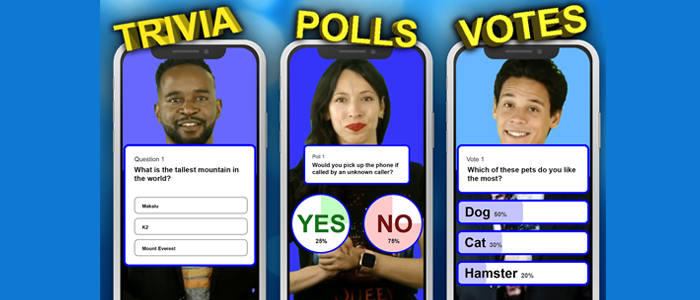 TRIVIA
Question 1
What is the tallest mountain in
the world?
Makalu
K2
Mount Everest
POLLS
Poll 1
Would you pick up the phone if
called by an unknown caller?
YES
25%
NO
75%
QUEEN
VOTES
Vote 1
Which of these pets do you like
the most?
Dog 50%
Cat 30%
Hamster 20%